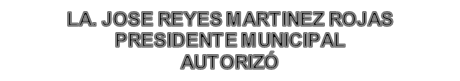 LA. JOSE REYES MARTINEZ ROJAS
PRESIDENTE MUNICIPAL
AUTORIZÓ